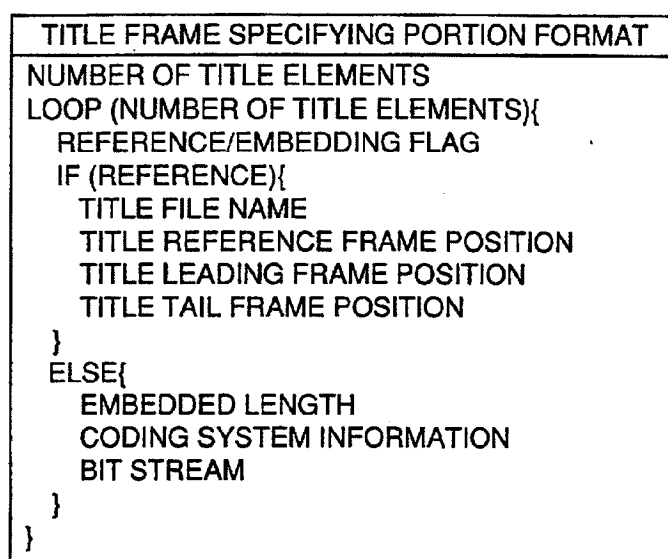 TITLE FRAME SPECIFYING PORTION FORMAT
NUMBER OF TITLE ELEMENTS
LOOP (NUMBER OF TITLE ELEMENTS){
REFERENCE/EMBEDDING FLAG
IF (REFERENCE){
TITLE FILE NAME
TITLE REFERENCE FRAME POSITION
TITLE LEADING FRAME POSITION
TITLE TAIL FRAME POSITION
}
ELSE{
EMBEDDED LENGTH
CODING SYSTEM INFORMATION
BIT STREAM
}
}